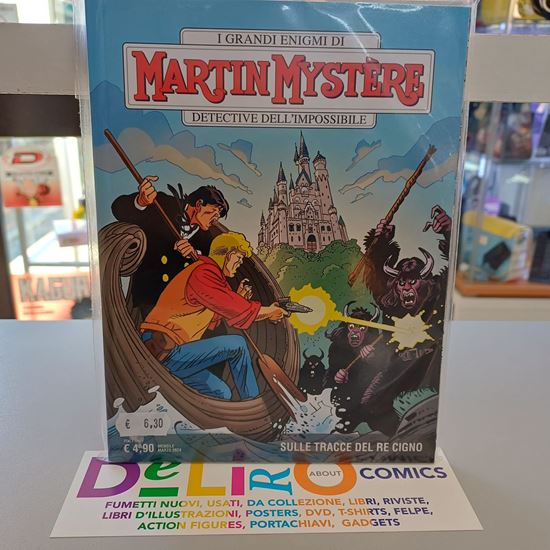 I GRANDI ENIGMI DI
MARTIN MYSTÈRE
DETECTIVE DELL'IMPOSSIBILE
€ 6,30
€ 4,90
MENSILE
SULLE TRACCE DEL RE CIGNO
DELIRO
ABOUT
COMICS
FUMETTI NUOVI, USATI, DA COLLEZIONE, LIBRI, RIVISTE,
LIBRI D'ILLUSTRAZIONI, POSTERS, DVD, T-SHIRTS, FELPE,
ACTION FIGURES, PORTACHIAVI, GADGETS